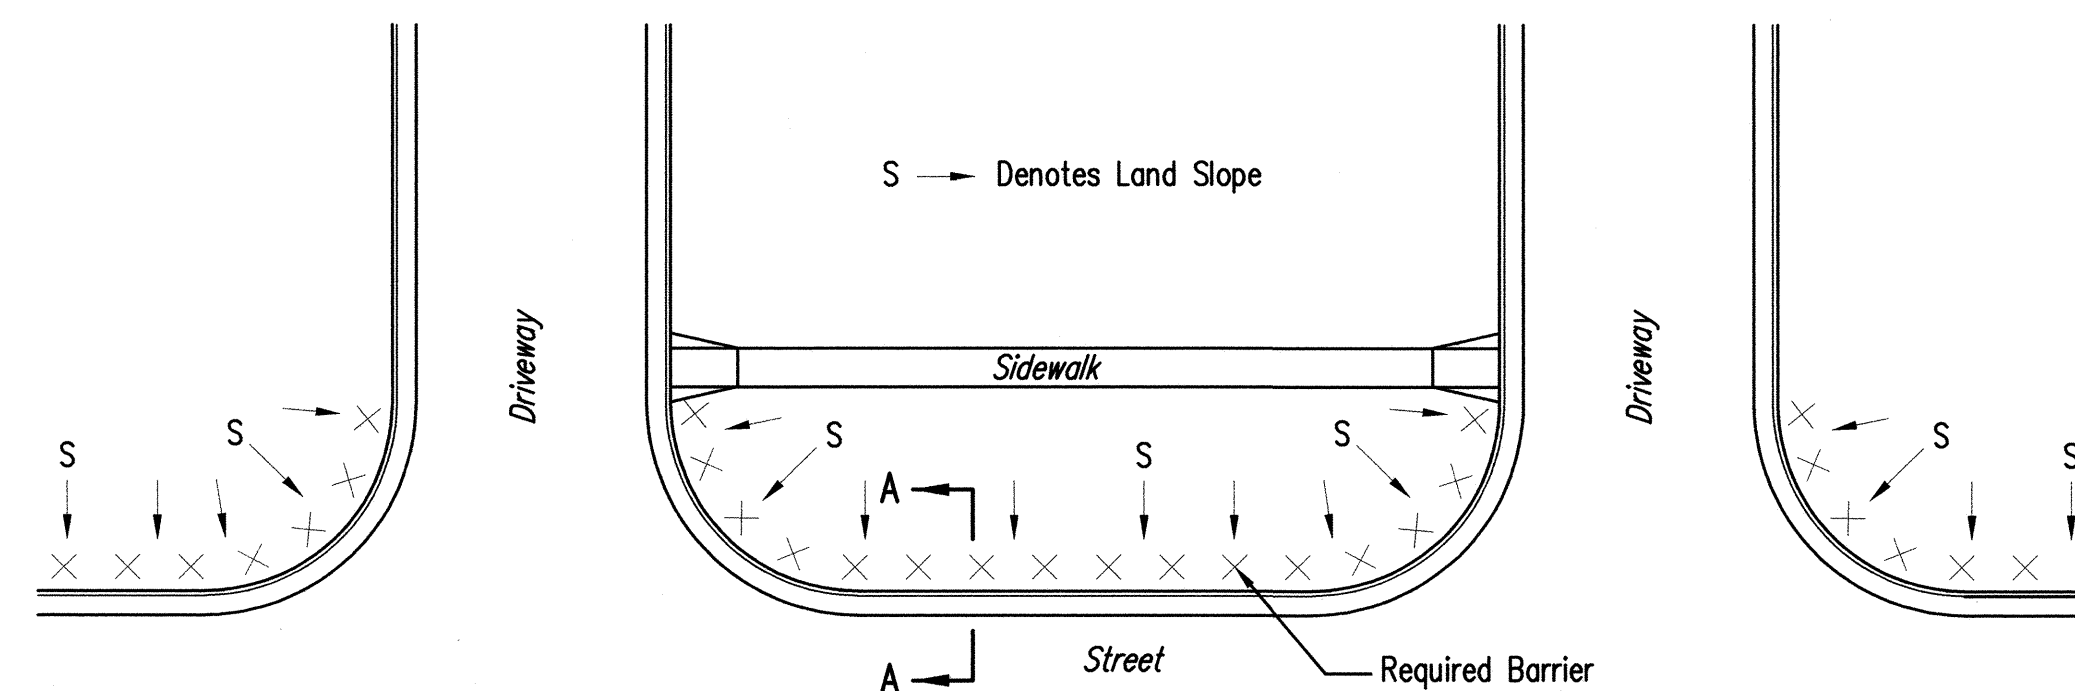 S → Denotes Land Slope
Driveway
Driveway
Sidewalk
S
S
S
S
S
S
S
A
A
Street
Required Barrier